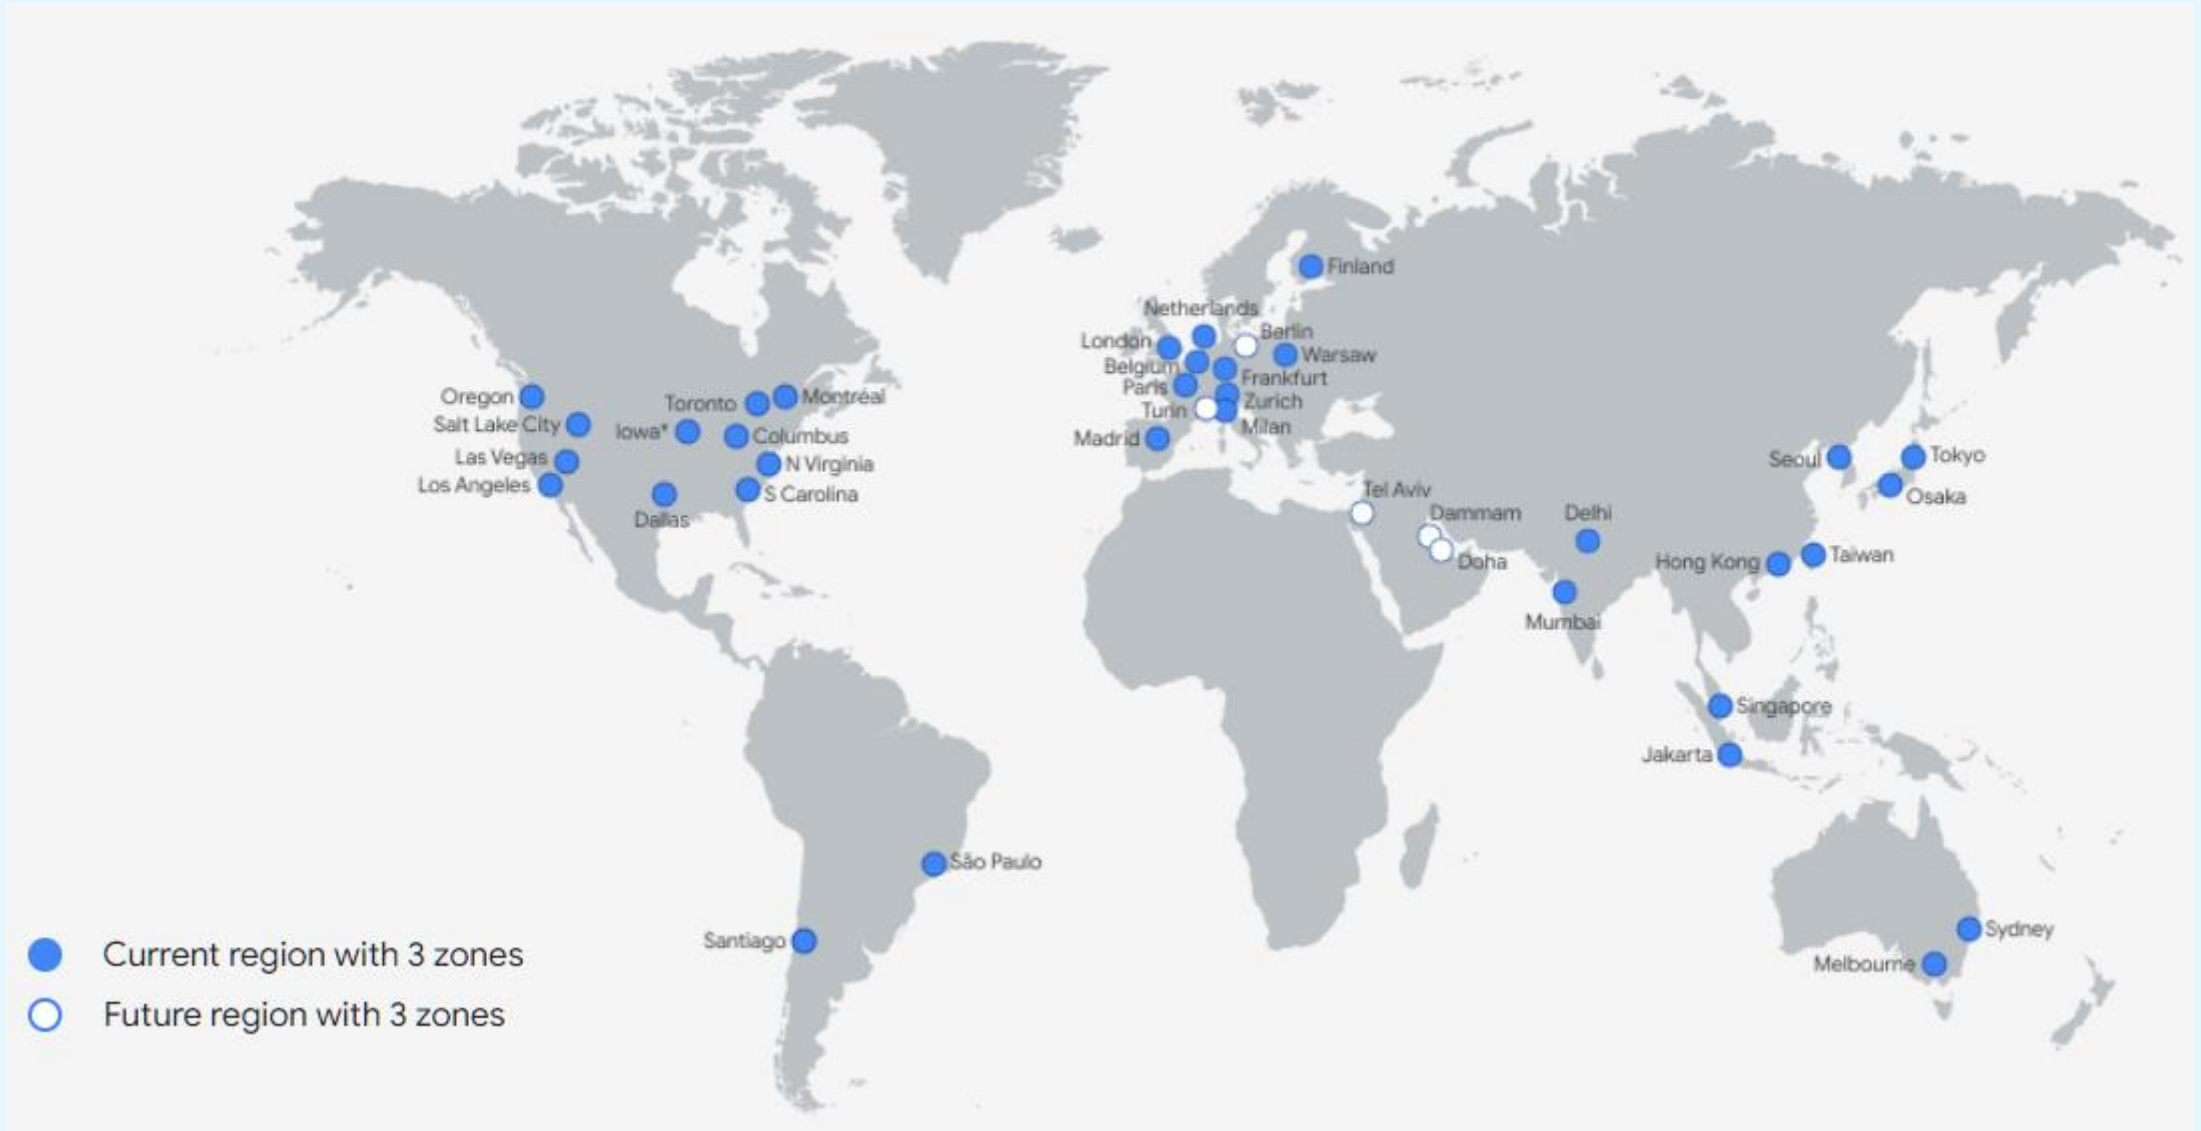 Finland
Netherlands
Berlin
London
Warsaw
Belgium
Frankfurt
Paris
Zurich
Turin
Milan
Madrid
Oregon
Toronto
Montréal
Salt Lake City
Iowa*
Columbus
Las Vegas
N Virginia
Los Angeles
S Carolina
Dallas
Seoul
Tokyo
Osaka
Tel Aviv
Dammam
Delhi
Doha
Hong Kong
Taiwan
Mumbai
Singapore
Jakarta
São Paulo
Santiago
Sydney
Melbourne
Current region with 3 zones
Future region with 3 zones